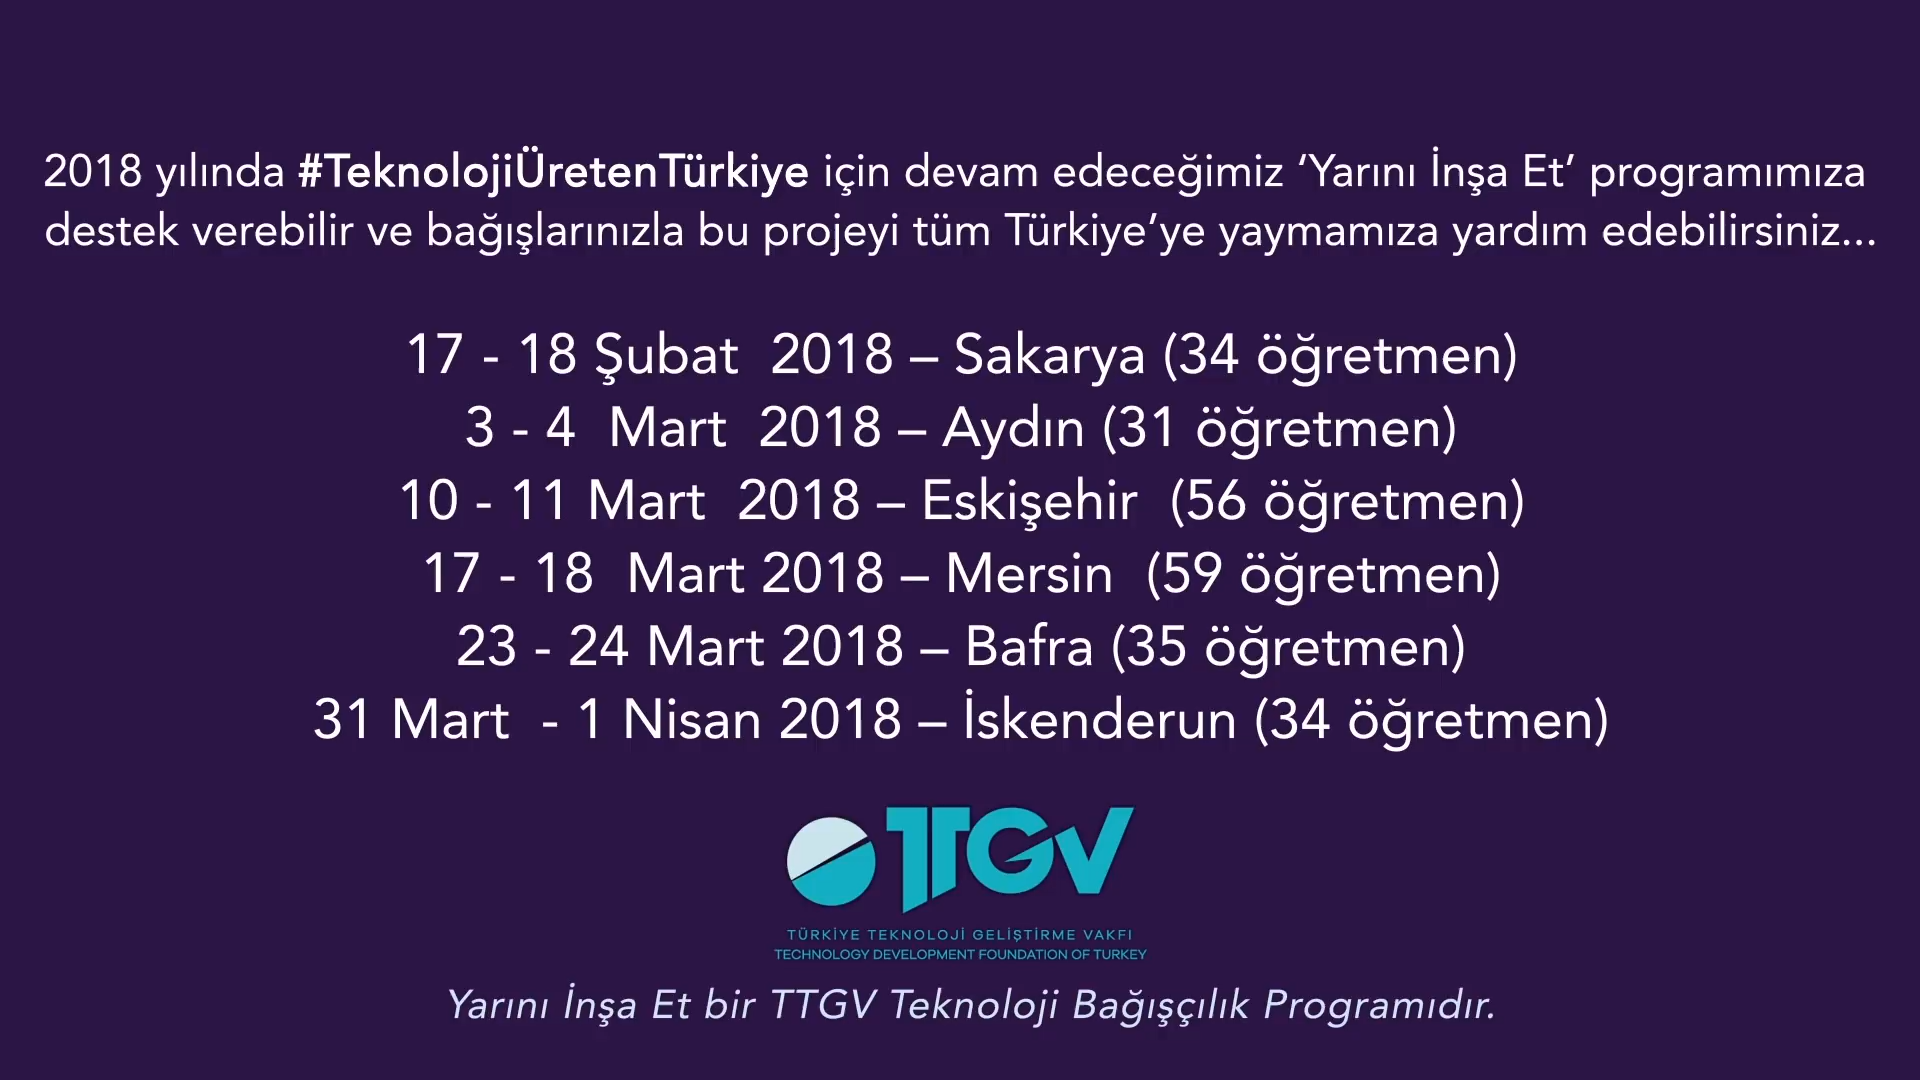 2018 yılında #TeknolojiÜretenTürkiye için devam edeceğimiz ‘Yarını İnşa Et’ programımıza
destek verebilir ve bağışlarınızla bu projeyi tüm Türkiye’ye yaymamıza yardım edebilirsiniz...
17 - 18 Şubat 2018 – Sakarya (34 öğretmen)
3 - 4 Mart 2018 – Aydın (31 öğretmen)
10 - 11 Mart 2018 – Eskişehir (56 öğretmen)
17 - 18 Mart 2018 – Mersin (59 öğretmen)
23 - 24 Mart 2018 – Bafra (35 öğretmen)
31 Mart - 1 Nisan 2018 – İskenderun (34 öğretmen)
TTGV
TÜRKİYE TEKNOLOJİ GELİŞTİRME VAKFI
TECHNOLOGY DEVELOPMENT FOUNDATION OF TURKEY
Yarını İnşa Et bir TTGV Teknoloji Bağışçılık Programıdır.